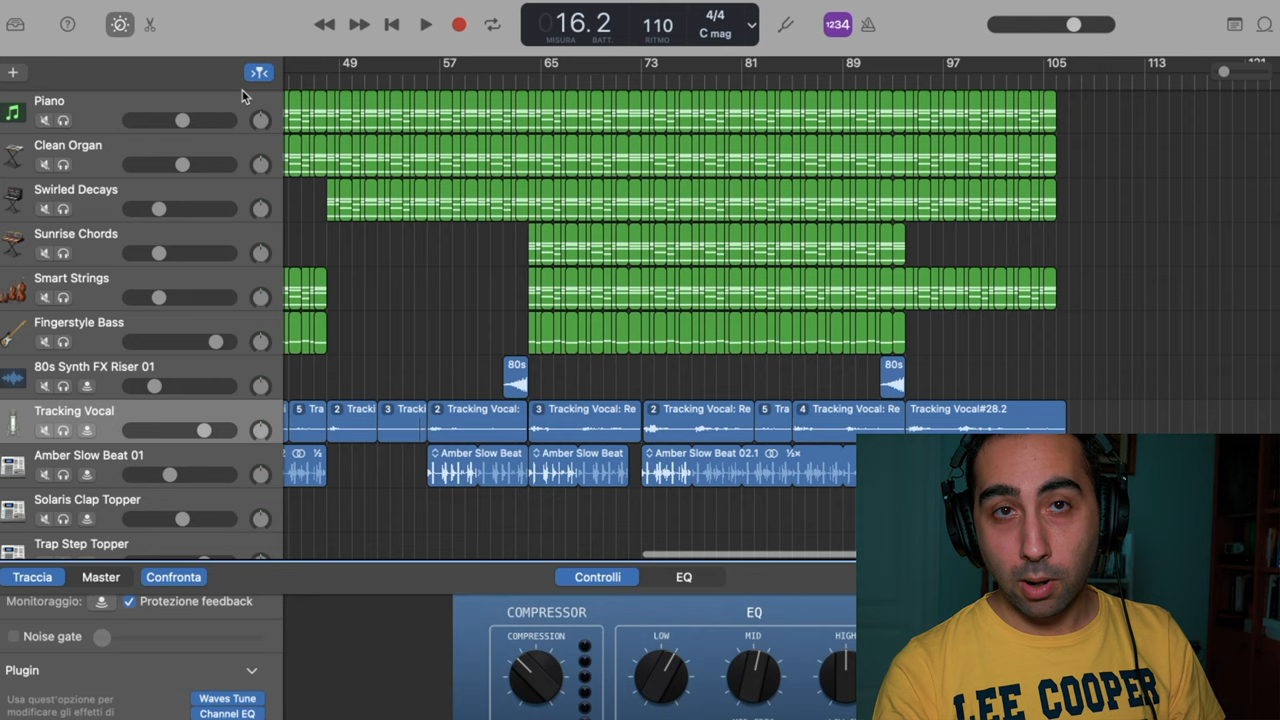 16.2
MISURA BATT.
110
RITMO
4/4
C mag
1234
49 57 65 73 81 89 97 105 113 121
Piano
Clean Organ
Swirled Decays
Sunrise Chords
Smart Strings
Fingerstyle Bass
80s Synth FX Riser 01
80s
80s
Tracking Vocal
5 Tra
2 Tracki
3 Tracki
2 Tracking Vocal:
3 Tracking Vocal: Re
2 Tracking Vocal: Re
5 Tra
4 Tracking Vocal: Re
Tracking Vocal#28.2
Amber Slow Beat 01
Amber Slow Beat
Amber Slow Beat
Amber Slow Beat 02.1
Solaris Clap Topper
Trap Step Topper
Traccia Master Confronta
Controlli EQ
Monitoraggio: Protezione feedback
Noise gate
Plugin
Usa quest'opzione per
modificare gli effetti di
Waves Tune
Channel EQ
COMPRESSOR
COMPRESSION
EQ
LOW MID HIGH
LEE COOPER